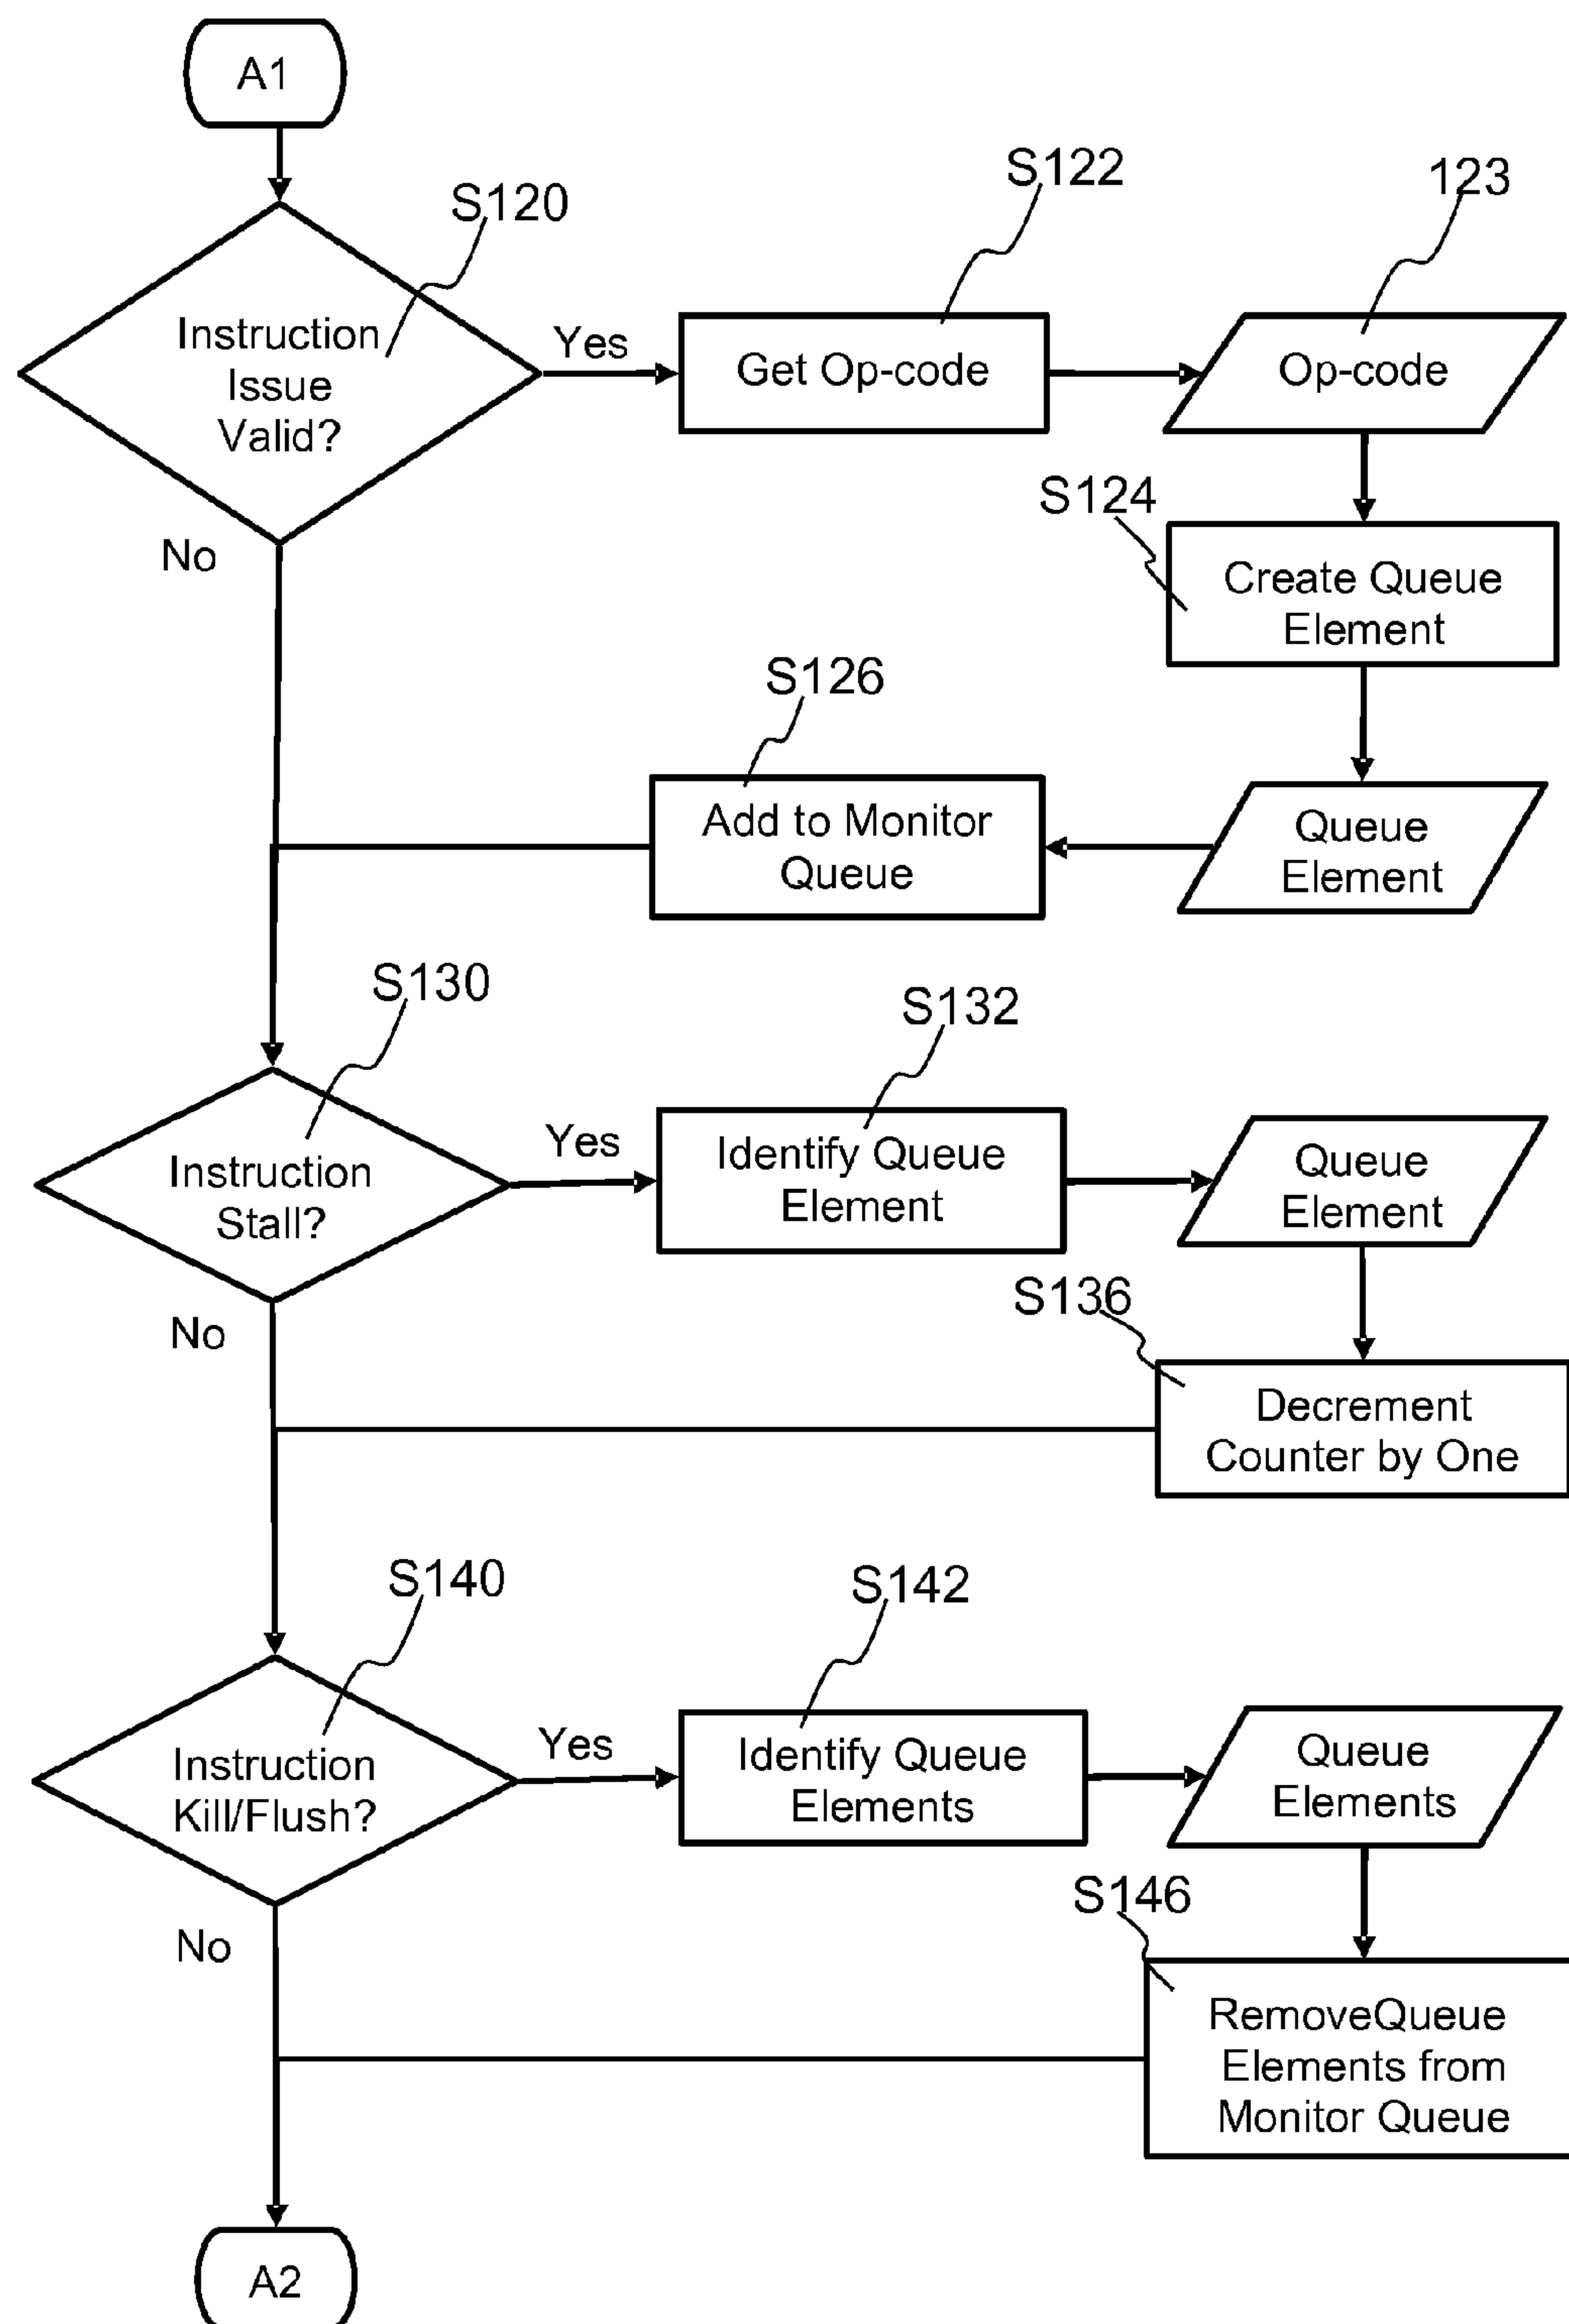 A1
S122
123
S120
Instruction
Issue
Valid?
Yes
Get Op-code
Op-code
S124
No
Create Queue
Element
S126
Add to Monitor
Queue
Queue
Element
S130
S132
Instruction
Stall?
Yes
Identify Queue
Element
Queue
Element
S136
No
Decrement
Counter by One
S140
S142
Instruction
Kill/Flush?
Yes
Identify Queue
Elements
Queue
Elements
S146
No
RemoveQueue
Elements from
Monitor Queue
A2